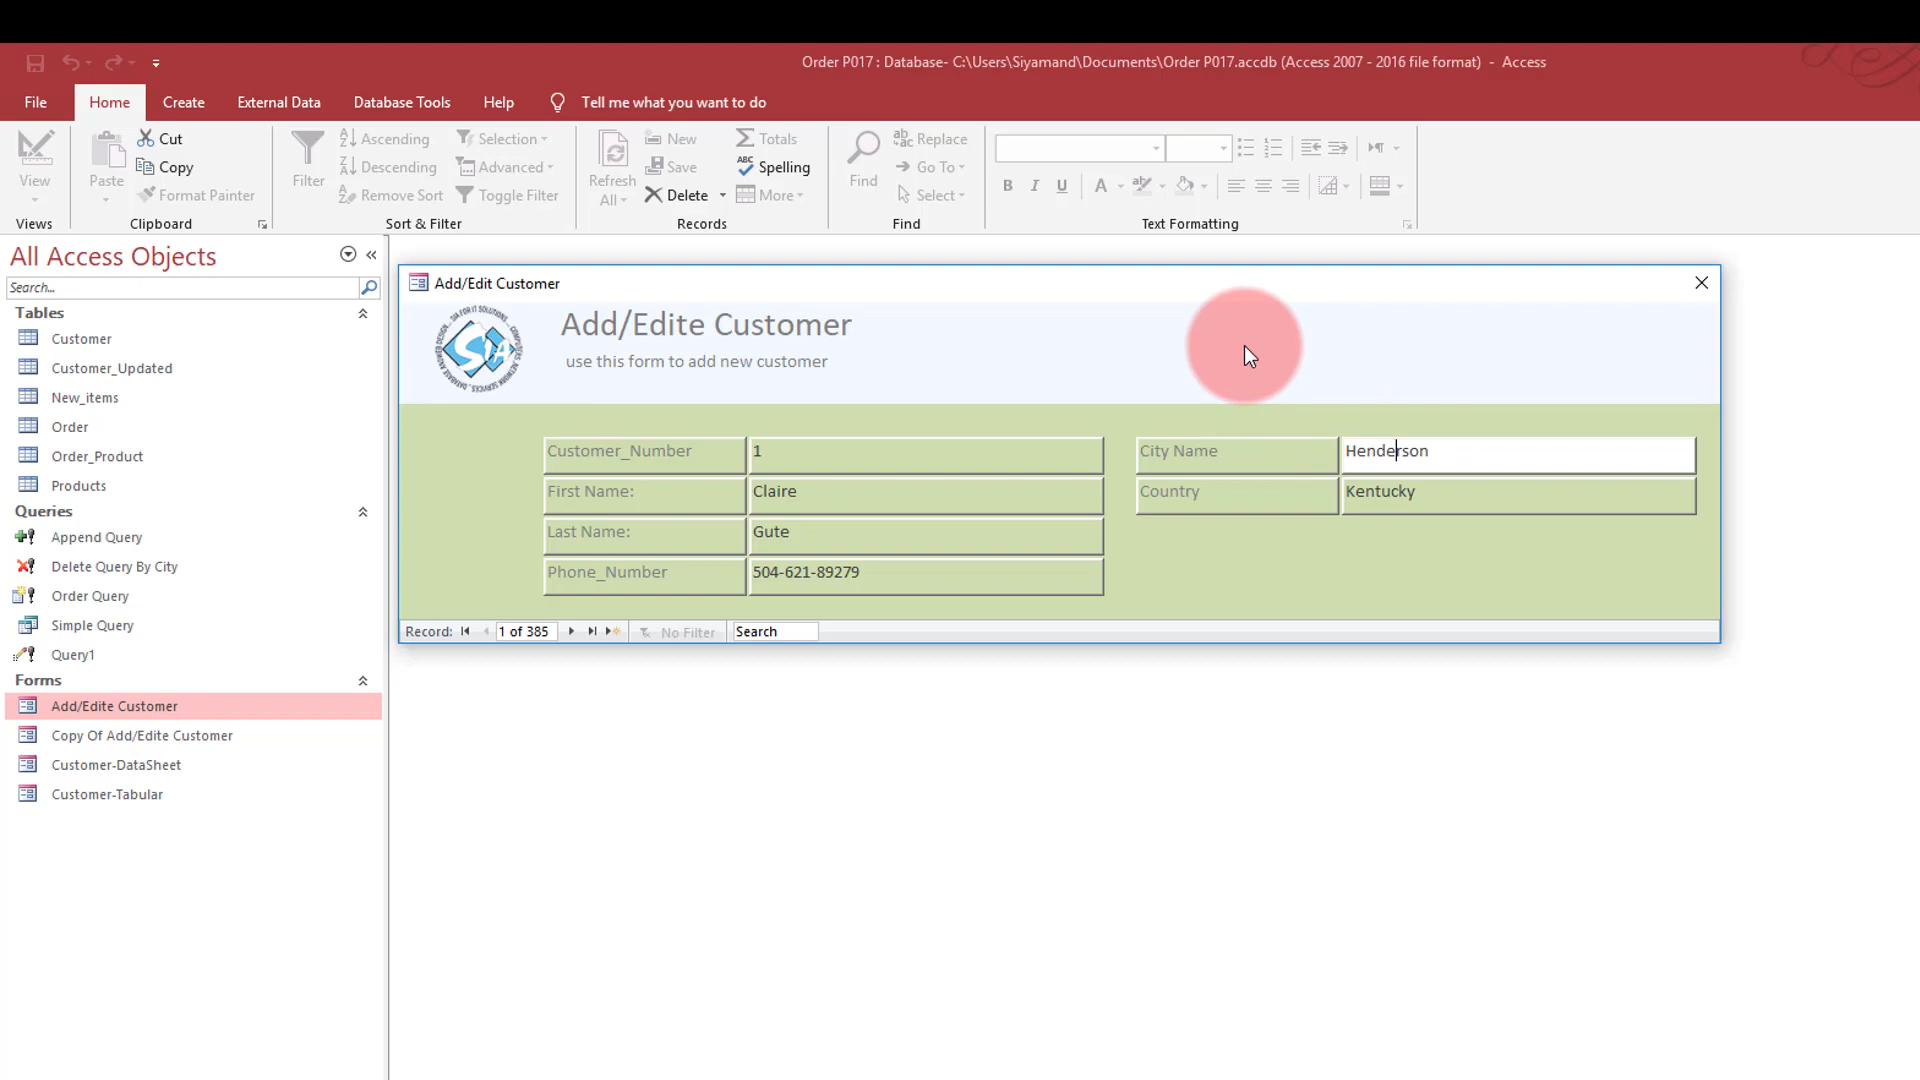 Order P017 : Database- C:\Users\Siyamand\Documents\Order P017.accdb (Access 2007 - 2016 file format) - Access
File Home Create External Data Database Tools Help Tell me what you want to do
View
Views
Paste
Cut
Copy
Format Painter
Clipboard
Filter
Ascending
Descending
Remove Sort
Selection
Advanced
Toggle Filter
Sort & Filter
Refresh
All
New
Save
Delete
Totals
Spelling
More
Records
Find
Replace
Go To
Select
Find
B I U A
Text Formatting
All Access Objects
Search...
Tables
Customer
Customer_Updated
New_items
Order
Order_Product
Products
Queries
Append Query
Delete Query By City
Order Query
Simple Query
Query1
Forms
Add/Edite Customer
Copy Of Add/Edite Customer
Customer-DataSheet
Customer-Tabular
Add/Edit Customer
SIA
Add/Edite Customer
use this form to add new customer
Customer_Number 1
First Name: Claire
Last Name: Gute
Phone_Number 504-621-89279
City Name Henderson
Country Kentucky
Record: 1 of 385 No Filter Search